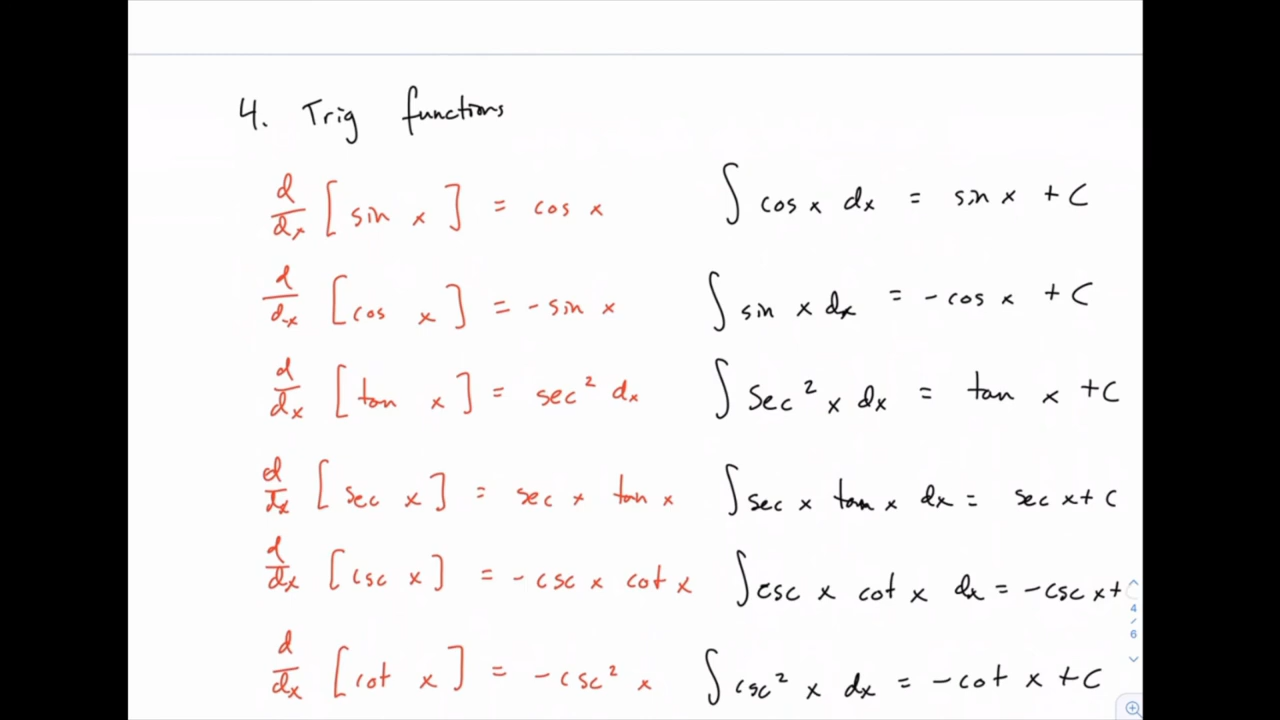 4. Trig functions
d/dx [sin x] = cos x ∫ cos x dx = sin x + C
d/dx [cos x] = - sin x ∫ sin x dx = - cos x + C
d/dx [tan x] = sec² dx ∫ sec² x dx = tan x + C
d/dx [sec x] = sec x tan x ∫ sec x tan x dx = sec x + C
d/dx [csc x] = - csc x cot x ∫ csc x cot x dx = - csc x +
d/dx [cot x] = - csc² x ∫ csc² x dx = - cot x + C
4
/
6